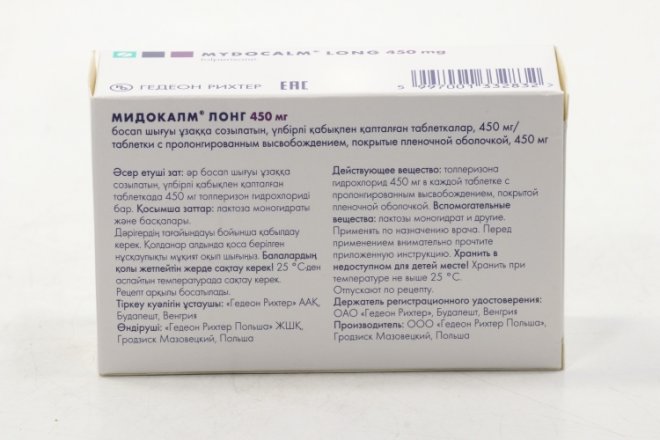 MYDOCALM® LONG 450 mg
tolperisone
ГЕДЕОН РИХТЕР EAC
5 997001 332832
МИДОКАЛМ® ЛОНГ 450 мг
босап шығуы ұзаққа созылатын, үлбірлі қабықпен қапталған таблеткалар, 450 мг/
таблетки с пролонгированным высвобождением, покрытые пленочной оболочкой, 450 мг
Әсер етуші зат: әр босап шығуы ұзаққа
созылатын, үлбірлі қабықпен қапталған
таблеткада 450 мг толперизон гидрохлориді
бар. Қосымша заттар: лактоза моногидраты
және басқалары.
Дәрігердің тағайындауы бойынша қабылдау
керек. Қолданар алдында қоса берілген
нұсқаулықты мұқият оқып шығыңыз. Балалардың
қолы жетпейтін жерде сақтау керек! 25 °C-ден
аспайтын температурада сақтау керек.
Рецепт арқылы босатылады.
Тіркеу куәлігін ұстаушы: «Гедеон Рихтер» ААҚ,
Будапешт, Венгрия
Өндіруші: «Гедеон Рихтер Польша» ЖШҚ,
Гродзиск Мазовецкий, Польша
Действующее вещество: толперизона
гидрохлорид 450 мг в каждой таблетке с
пролонгированным высвобождением, покрытой
пленочной оболочкой. Вспомогательные
вещества: лактозы моногидрат и другие.
Применять по назначению врача. Перед
применением внимательно прочтите
приложенную инструкцию. Хранить в
недоступном для детей месте! Хранить при
температуре не выше 25 °C.
Отпускают по рецепту.
Держатель регистрационного удостоверения:
ОАО «Гедеон Рихтер», Будапешт, Венгрия
Производитель: ООО «Гедеон Рихтер Польша»,
Гродзиск Мазовецкий, Польша